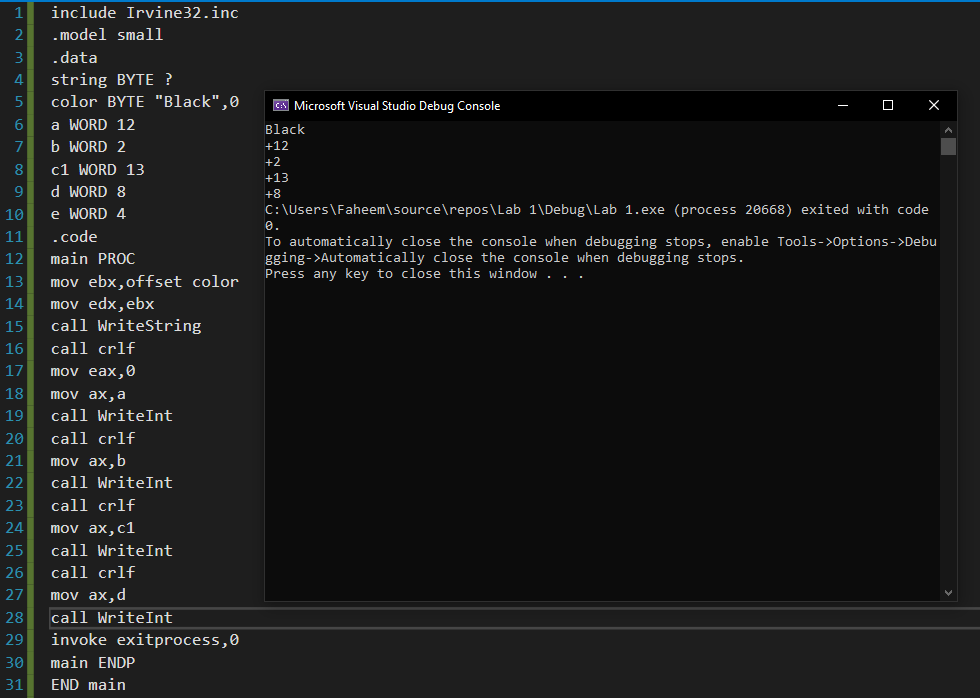 1 include Irvine32.inc
2 .model small
3 .data
4 string BYTE ?
5 color BYTE "Black",0
6 a WORD 12
7 b WORD 2
8 c1 WORD 13
9 d WORD 8
10 e WORD 4
11 .code
12 main PROC
13 mov ebx,offset color
14 mov edx,ebx
15 call WriteString
16 call crlf
17 mov eax,0
18 mov ax,a
19 call WriteInt
20 call crlf
21 mov ax,b
22 call WriteInt
23 call crlf
24 mov ax,c1
25 call WriteInt
26 call crlf
27 mov ax,d
28 call WriteInt
29 invoke exitprocess,0
30 main ENDP
31 END main
C:\ Microsoft Visual Studio Debug Console
Black
+12
+2
+13
+8
C:\Users\Faheem\source\repos\Lab 1\Debug\Lab 1.exe (process 20668) exited with code
0.
To automatically close the console when debugging stops, enable Tools->Options->Debu
gging->Automatically close the console when debugging stops.
Press any key to close this window . . .